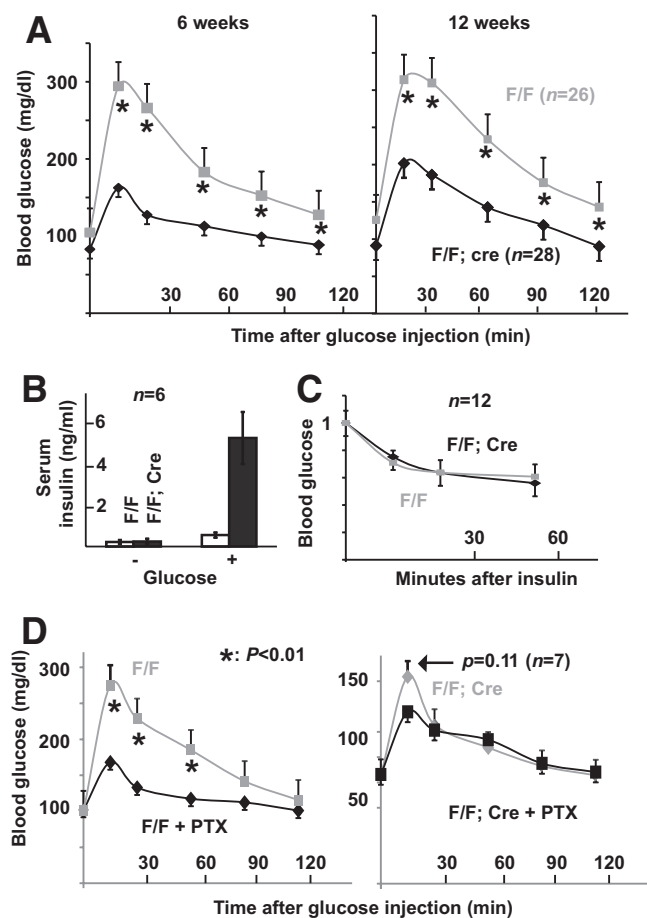 A
6 weeks
12 weeks
Blood glucose (mg/dl)
300
200
100
F/F (n=26)
*
*
*
*
*
*
*
*
*
*
F/F; cre (n=28)
30
60
90
120
30
60
90
120
Time after glucose injection (min)
B
n=6
Serum
insulin (ng/ml)
6
4
2
F/F
F/F; Cre
-
+
Glucose
C
n=12
Blood glucose
1
F/F; Cre
F/F
30
60
Minutes after insulin
D
Blood glucose (mg/dl)
300
200
100
F/F
*: P<0.01
*
*
*
F/F + PTX
30
60
90
120
p=0.11 (n=7)
F/F; Cre
150
100
50
F/F; Cre + PTX
30
60
90
120
Time after glucose injection (min)